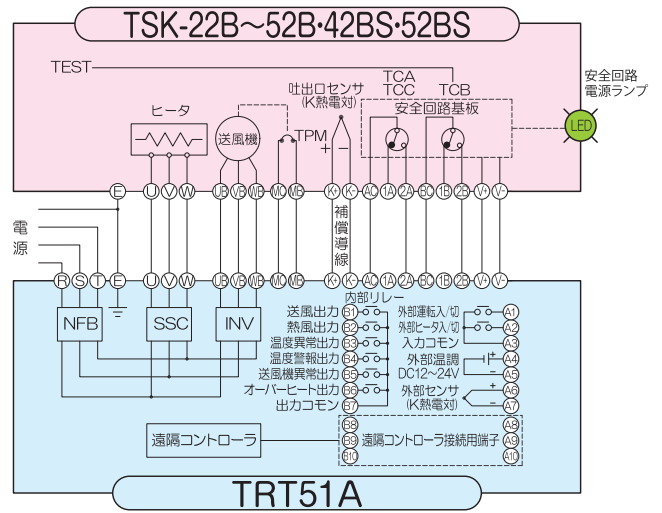 TSK-22B～52B･42BS･52BS
TEST
TCA
TCC
TCB
安全回路
電源ランプ
LED
吐出口センサ
(K熱電対)
安全回路基板
ヒータ
送風機
TPM
+ −
E U V W UB VB WB MC MB K+ K- AC 1A 2A BC 1B 2B V+ V-
電源
補償導線
R S T E U V W UB VB WB MC MB K+ K- AC 1A 2A BC 1B 2B V+ V-
NFB
SSC
INV
内部リレー
送風出力 B1
熱風出力 B2
温度異常出力 B3
温度警報出力 B4
送風機異常出力 B5
オーバーヒート出力 B6
出力コモン B7
外部運転入/切 A1
外部ヒータ入/切 A2
入力コモン A3
外部温調 + A4
DC12～24V − A5
外部センサ + A6
(K熱電対) − A7
遠隔コントローラ
B8
B9
B10
遠隔コントローラ接続用端子
A8
A9
A10
TRT51A